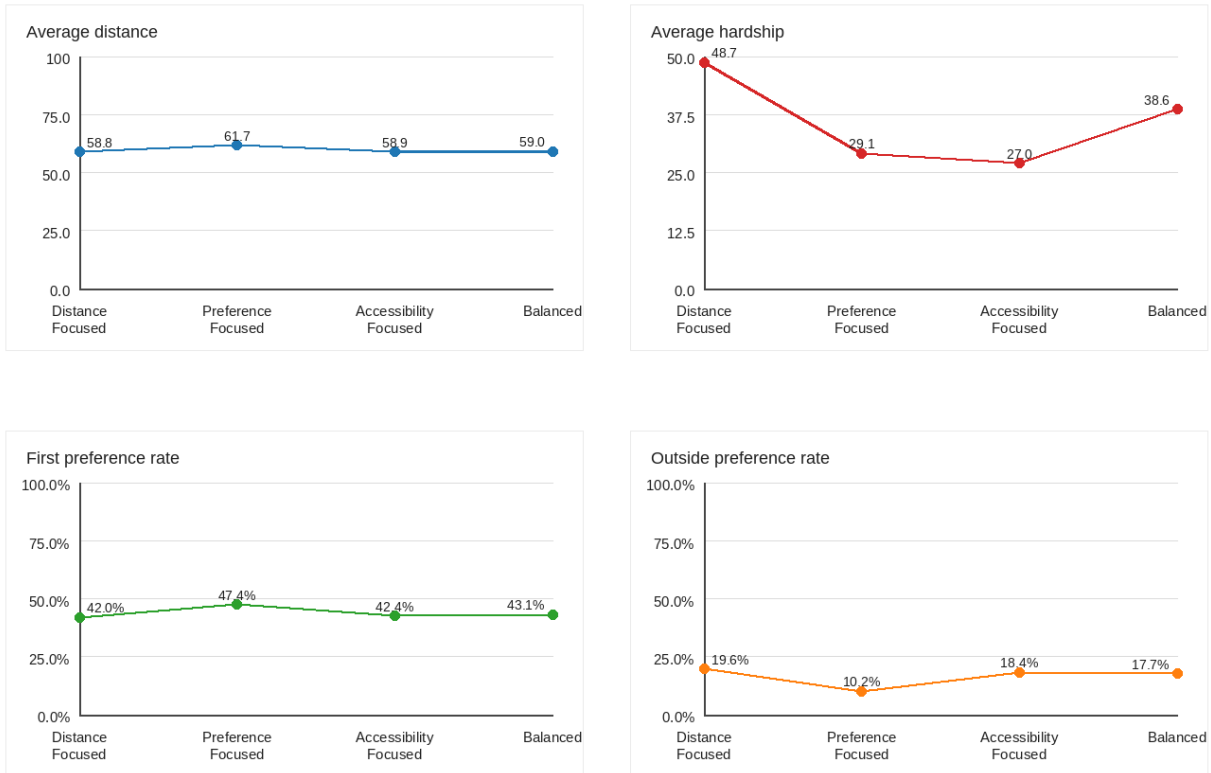 Average distance
100
75.0
50.0
25.0
0.0
58.8
61.7
58.9
59.0
Distance
Focused
Preference
Focused
Accessibility
Focused
Balanced
Average hardship
50.0
37.5
25.0
12.5
0.0
48.7
29.1
27.0
38.6
Distance
Focused
Preference
Focused
Accessibility
Focused
Balanced
First preference rate
100.0%
75.0%
50.0%
25.0%
0.0%
42.0%
47.4%
42.4%
43.1%
Distance
Focused
Preference
Focused
Accessibility
Focused
Balanced
Outside preference rate
100.0%
75.0%
50.0%
25.0%
0.0%
19.6%
10.2%
18.4%
17.7%
Distance
Focused
Preference
Focused
Accessibility
Focused
Balanced